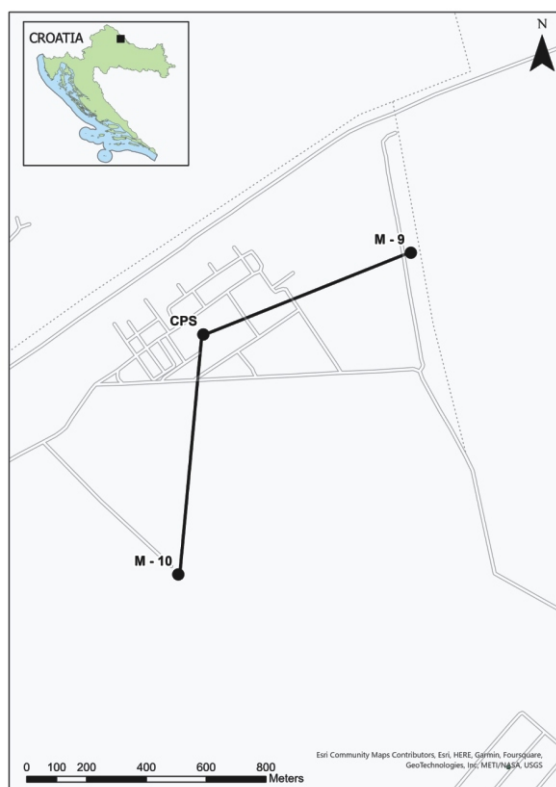 CROATIA
N
M - 9
CPS
M - 10
Esri Community Maps Contributors, Esri, HERE, Garmin, Foursquare,
GeoTechnologies, Inc, METI/NASA, USGS
0 100 200 400 600 800
Meters